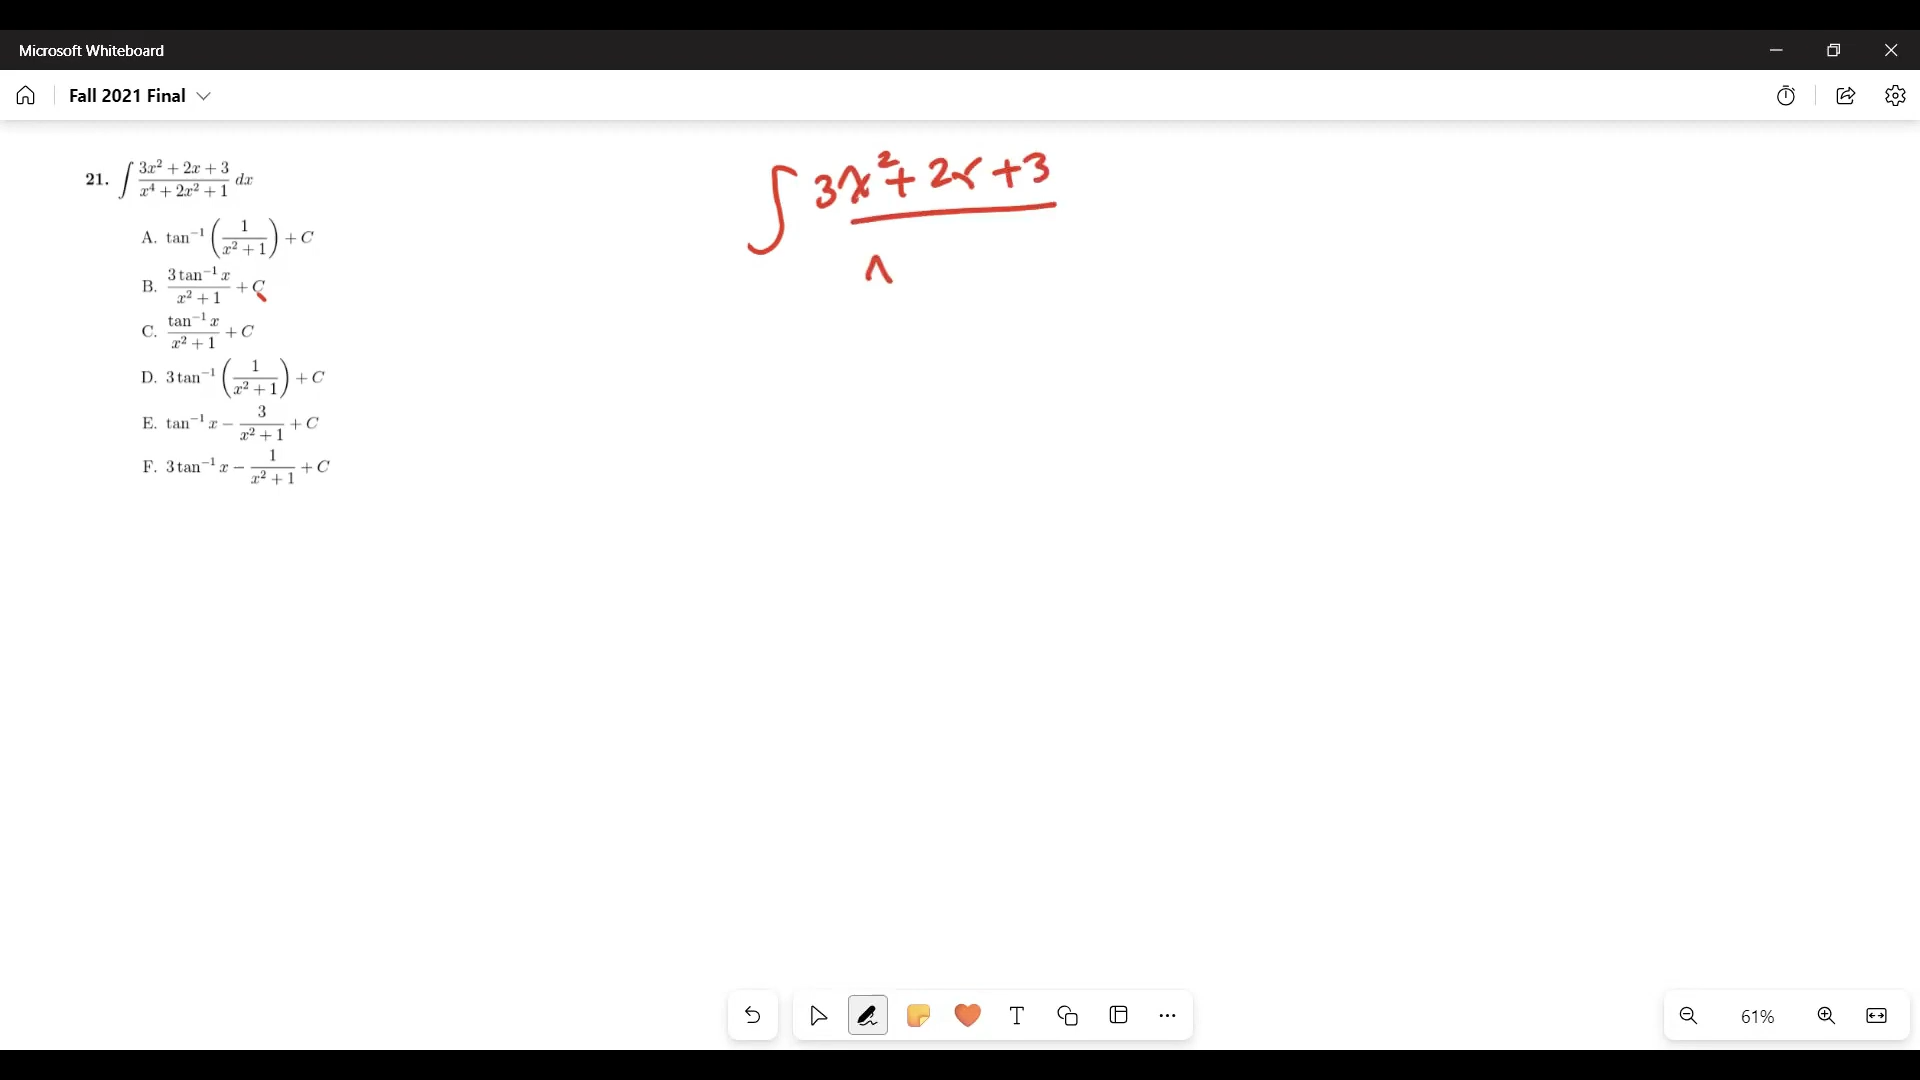 Microsoft Whiteboard
Fall 2021 Final
21. ∫ (3x² + 2x + 3)/(x⁴ + 2x² + 1) dx
A. tan⁻¹ (1/(x² + 1)) + C
B. (3 tan⁻¹ x)/(x² + 1) + C
C. (tan⁻¹ x)/(x² + 1) + C
D. 3 tan⁻¹ (1/(x² + 1)) + C
E. tan⁻¹ x − 3/(x² + 1) + C
F. 3 tan⁻¹ x − 1/(x² + 1) + C
∫ 3x² + 2x + 3
61%